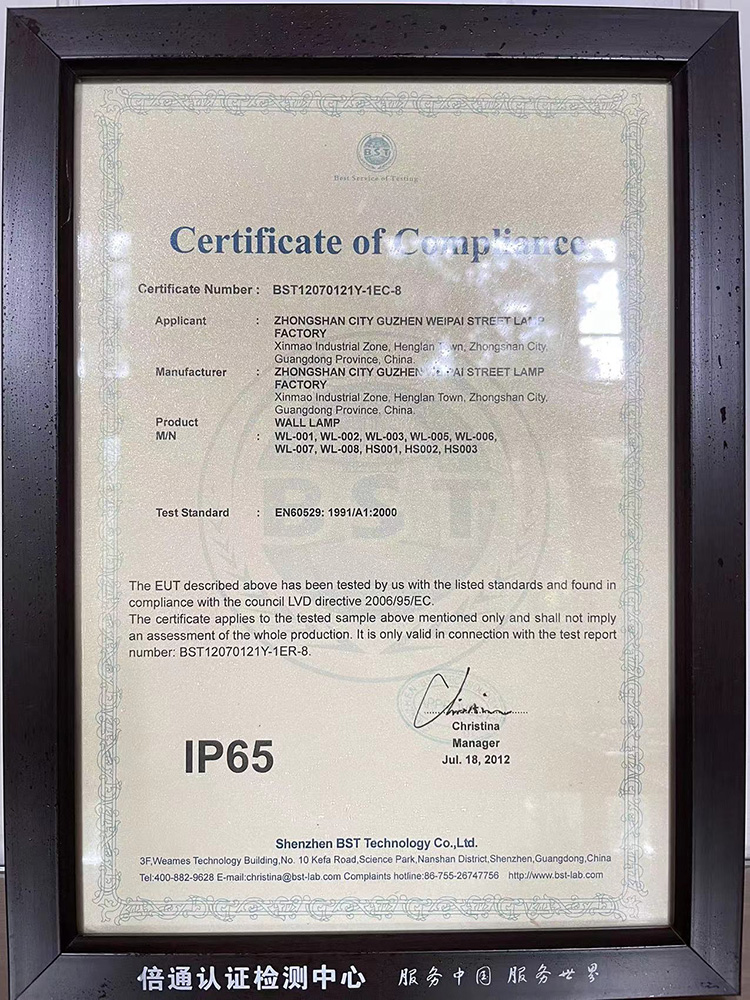 BST
Best Service of Testing
Certificate of Compliance
Certificate Number : BST12070121Y-1EC-8
Applicant : ZHONGSHAN CITY GUZHEN WEIPAI STREET LAMP
FACTORY
Xinmao Industrial Zone, Henglan Town, Zhongshan City,
Guangdong Province, China.
Manufacturer : ZHONGSHAN CITY GUZHEN WEIPAI STREET LAMP
FACTORY
Xinmao Industrial Zone, Henglan Town, Zhongshan City,
Guangdong Province, China.
Product WALL LAMP
M/N : WL-001, WL-002, WL-003, WL-005, WL-006,
WL-007, WL-008, HS001, HS002, HS003
BST
Test Standard : EN60529: 1991/A1:2000
The EUT described above has been tested by us with the listed standards and found in
compliance with the council LVD directive 2006/95/EC.
The certificate applies to the tested sample above mentioned only and shall not imply
an assessment of the whole production. It is only valid in connection with the test report
number: BST12070121Y-1ER-8.
Christina
Christina
Manager
Jul. 18, 2012
IP65
Shenzhen BST Technology Co.,Ltd.
3F,Weames Technology Building,No. 10 Kefa Road,Science Park,Nanshan District,Shenzhen,Guangdong,China
Tel:400-882-9628 E-mail:christina@bst-lab.com Complaints hotline:86-755-26747756 http://www.bst-lab.com
倍通认证检测中心 服务中国 服务世界